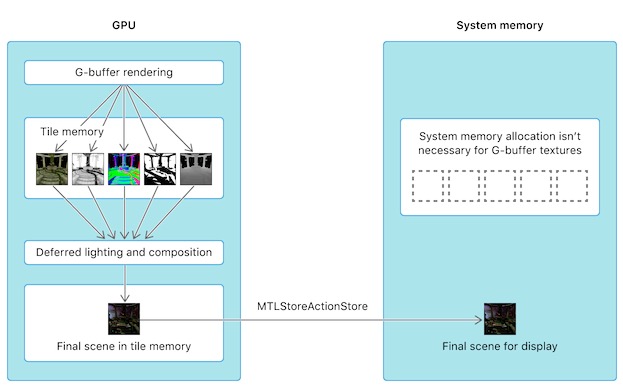 GPU
System memory
G-buffer rendering
Tile memory
System memory allocation isn't
necessary for G-buffer textures
Deferred lighting and composition
MTLStoreActionStore
Final scene in tile memory
Final scene for display